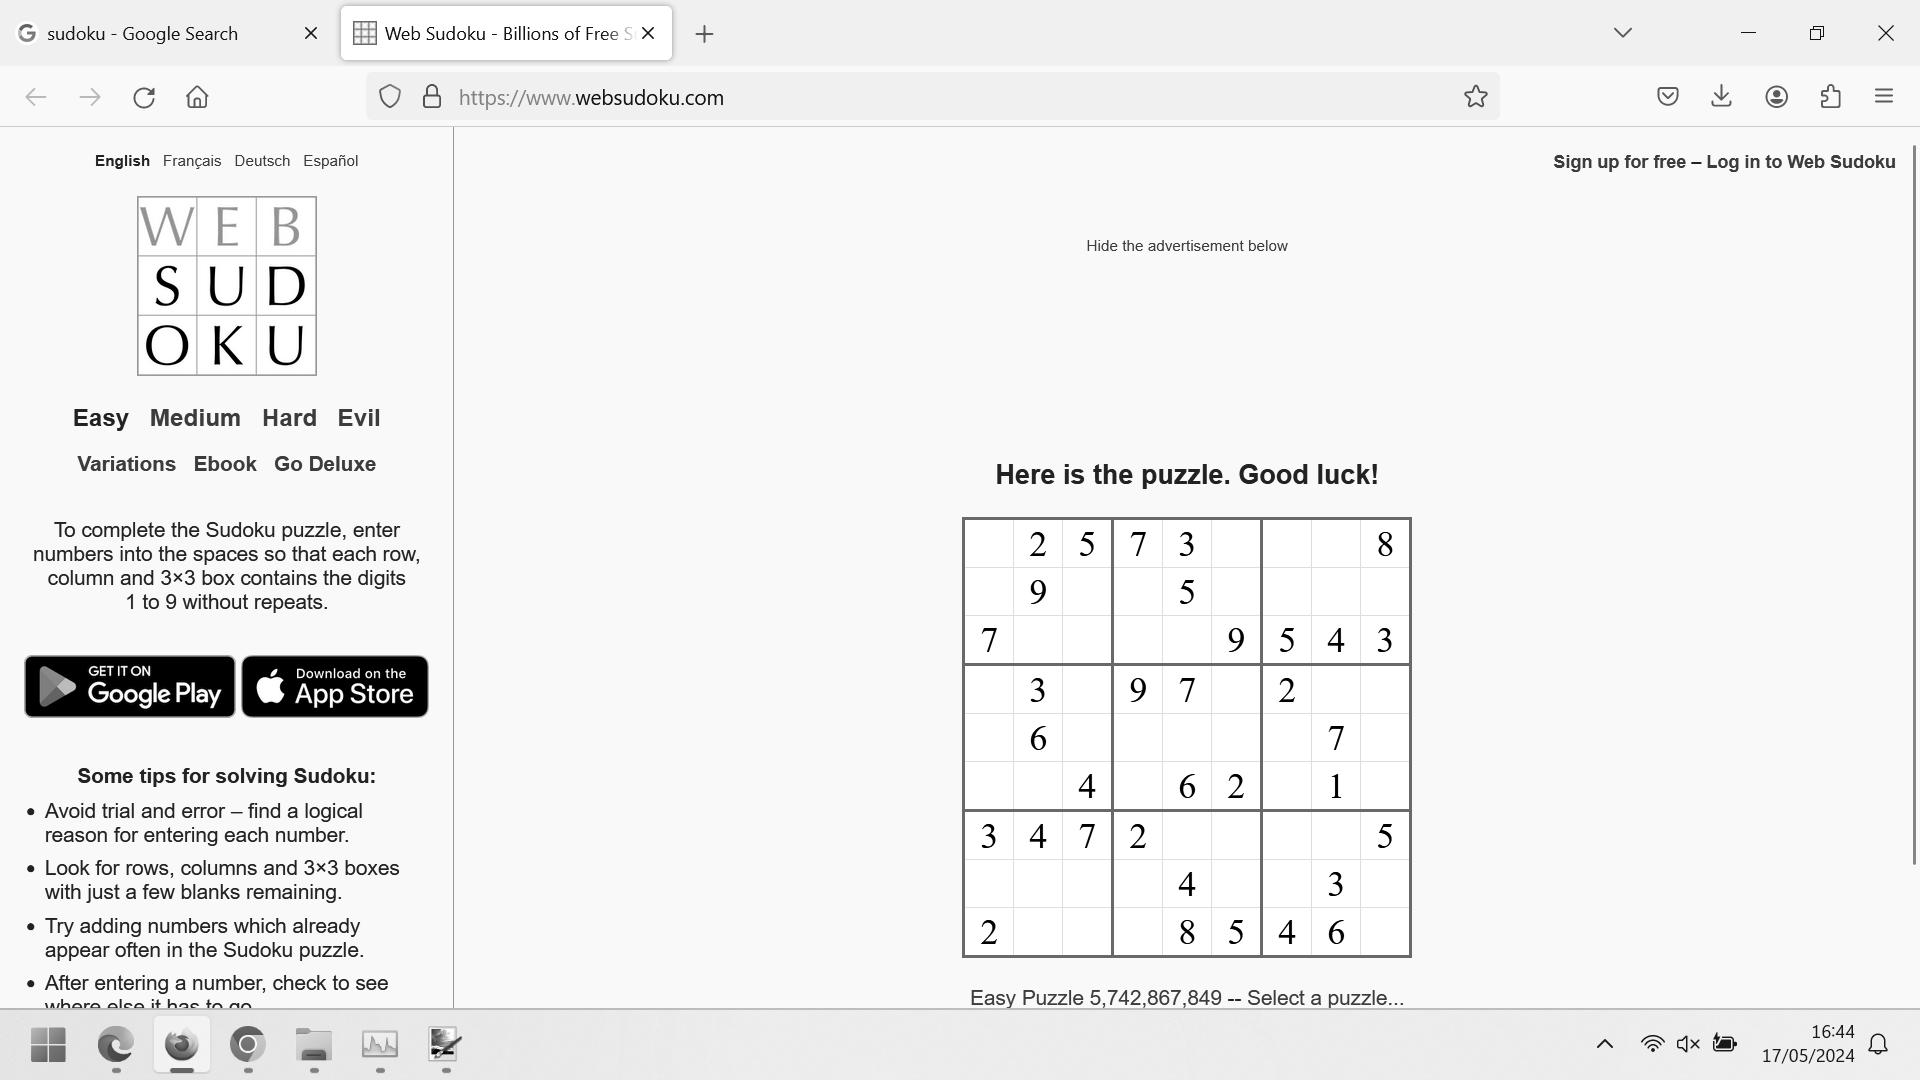 sudoku - Google Search
Web Sudoku - Billions of Free S
https://www.websudoku.com
English Français Deutsch Español
Sign up for free – Log in to Web Sudoku
WEB
SUD
OKU
Hide the advertisement below
Easy Medium Hard Evil
Variations Ebook Go Deluxe
Here is the puzzle. Good luck!
To complete the Sudoku puzzle, enter
numbers into the spaces so that each row,
column and 3×3 box contains the digits
1 to 9 without repeats.
GET IT ON
Google Play
Download on the
App Store
Some tips for solving Sudoku:
• Avoid trial and error – find a logical
reason for entering each number.
• Look for rows, columns and 3×3 boxes
with just a few blanks remaining.
• Try adding numbers which already
appear often in the Sudoku puzzle.
• After entering a number, check to see
where else it has to go.
2 5 7 3 8
9 5
7 9 5 4 3
3 9 7 2
6 7
4 6 2 1
3 4 7 2 5
4 3
2 8 5 4 6
Easy Puzzle 5,742,867,849 -- Select a puzzle...
16:44
17/05/2024